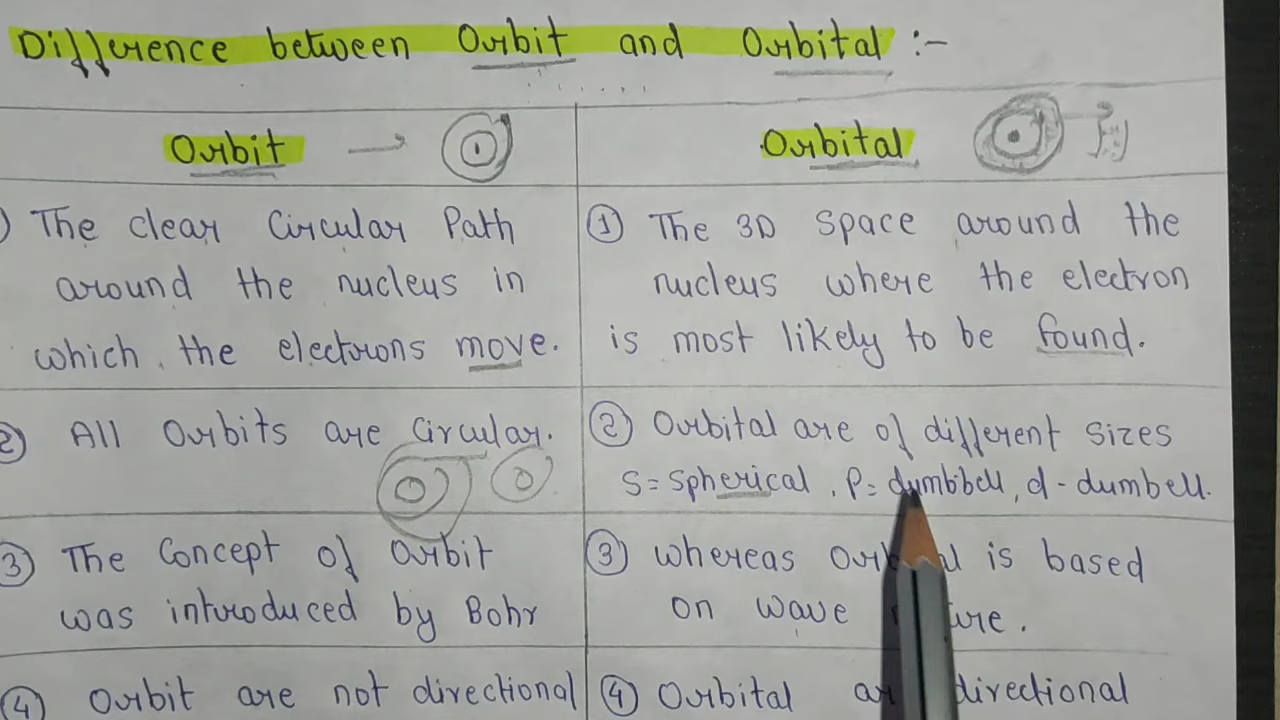 Difference between Orbit and Orbital :-
Orbit →
Orbital
) The clear Circular Path
around the nucleus in
which the electrons move.
① The 3D Space around the
nucleus where the electron
is most likely to be found.
② All Orbits are Circular.
② Orbital are of different sizes
S = Spherical, P = dumbbell, d - dumbell.
③ The Concept of Orbit
was introduced by Bohr
③ whereas Orbital is based
on wave
④ Orbit are not directional
④ Orbital directional